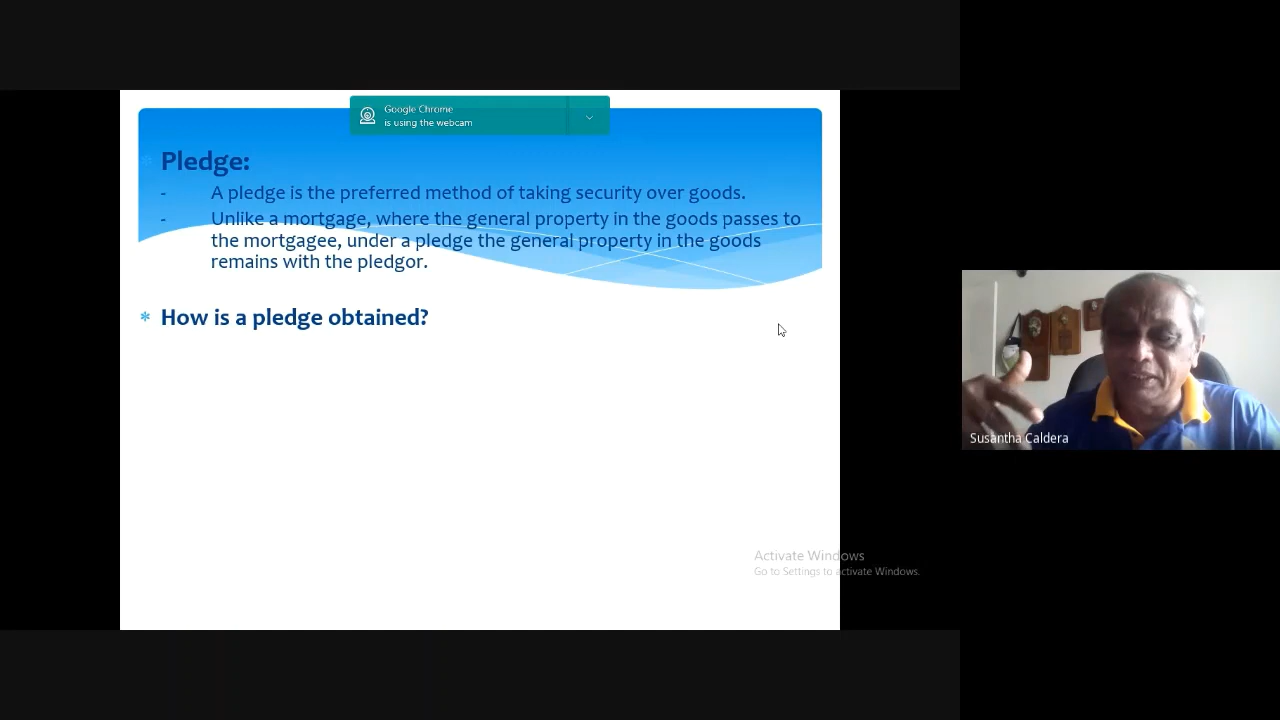 Google Chrome
is using the webcam
* Pledge:
- A pledge is the preferred method of taking security over goods.
- Unlike a mortgage, where the general property in the goods passes to
the mortgagee, under a pledge the general property in the goods
remains with the pledgor.
* How is a pledge obtained?
Susantha Caldera
Activate Windows
Go to Settings to activate Windows.